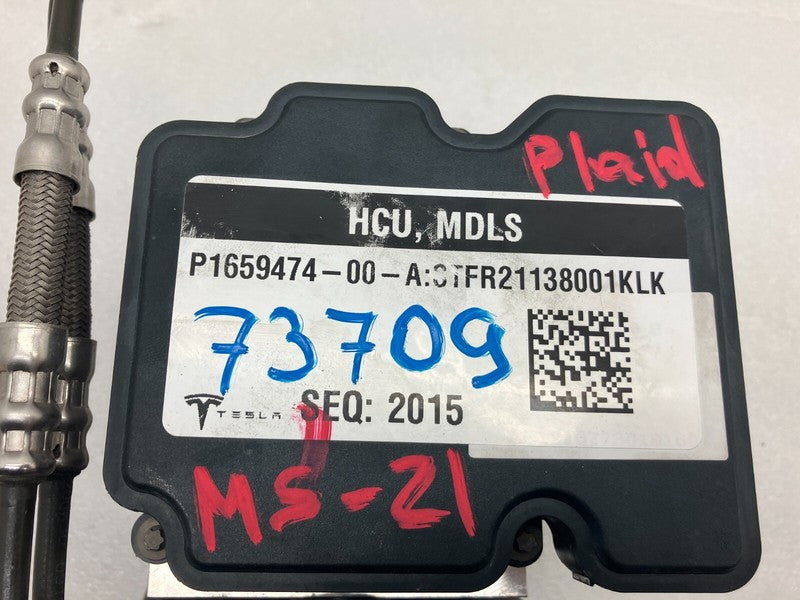 Plaid
HCU, MDLS
P1659474-00-A:STFR21138001KLK
73709
TESLA SEQ: 2015
MS-21